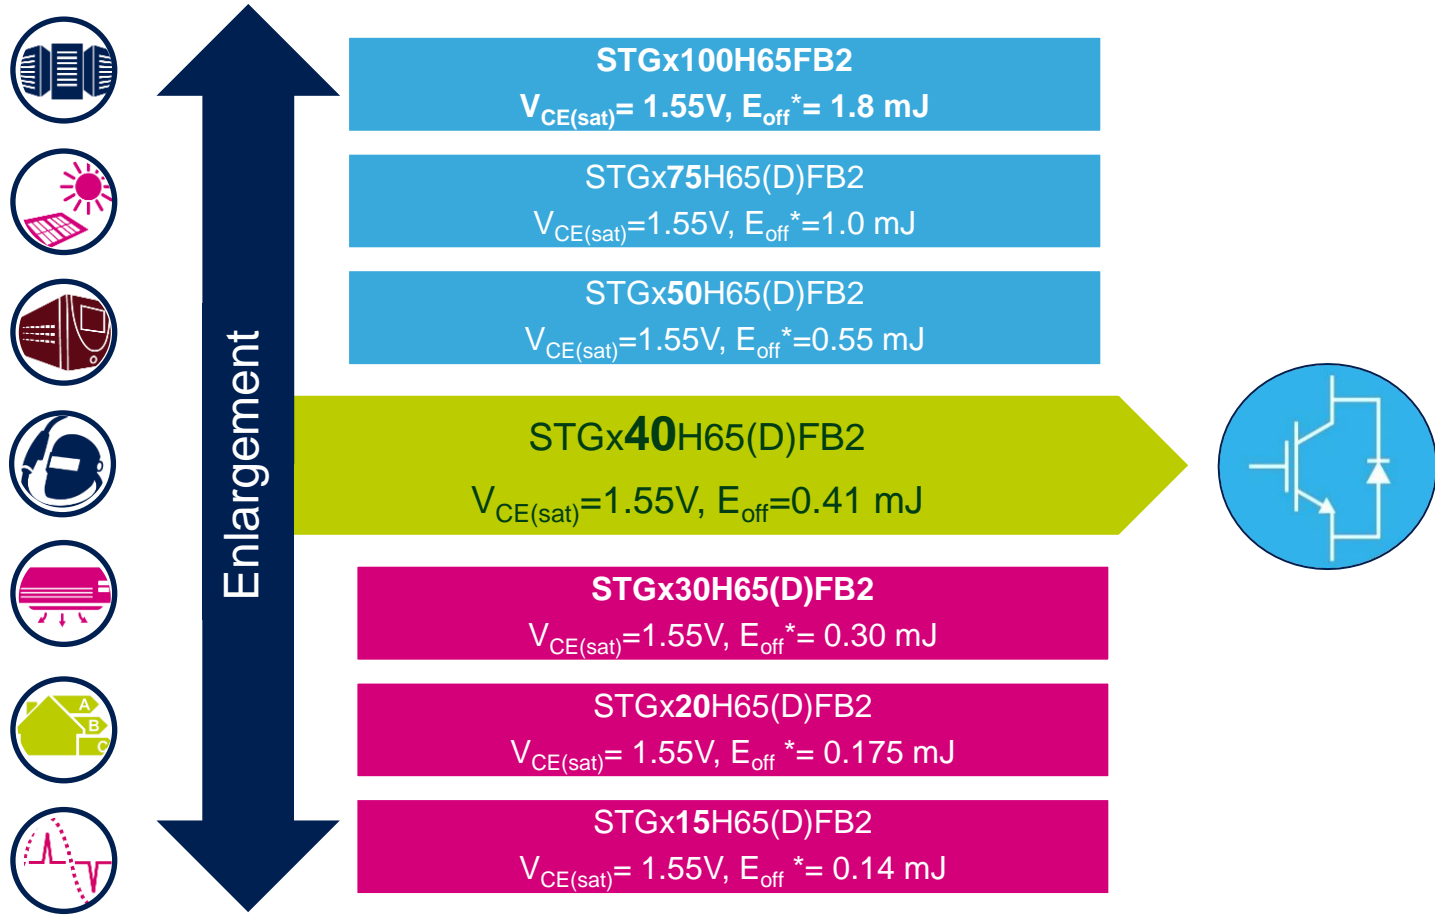 STGx100H65FB2
VCE(sat)= 1.55V, Eoff*= 1.8 mJ
STGx75H65(D)FB2
VCE(sat)=1.55V, Eoff*=1.0 mJ
STGx50H65(D)FB2
VCE(sat)=1.55V, Eoff*=0.55 mJ
Enlargement
STGx40H65(D)FB2
VCE(sat)=1.55V, Eoff=0.41 mJ
STGx30H65(D)FB2
VCE(sat)=1.55V, Eoff*= 0.30 mJ
STGx20H65(D)FB2
VCE(sat)= 1.55V, Eoff *= 0.175 mJ
A
B
C
STGx15H65(D)FB2
VCE(sat)= 1.55V, Eoff *= 0.14 mJ